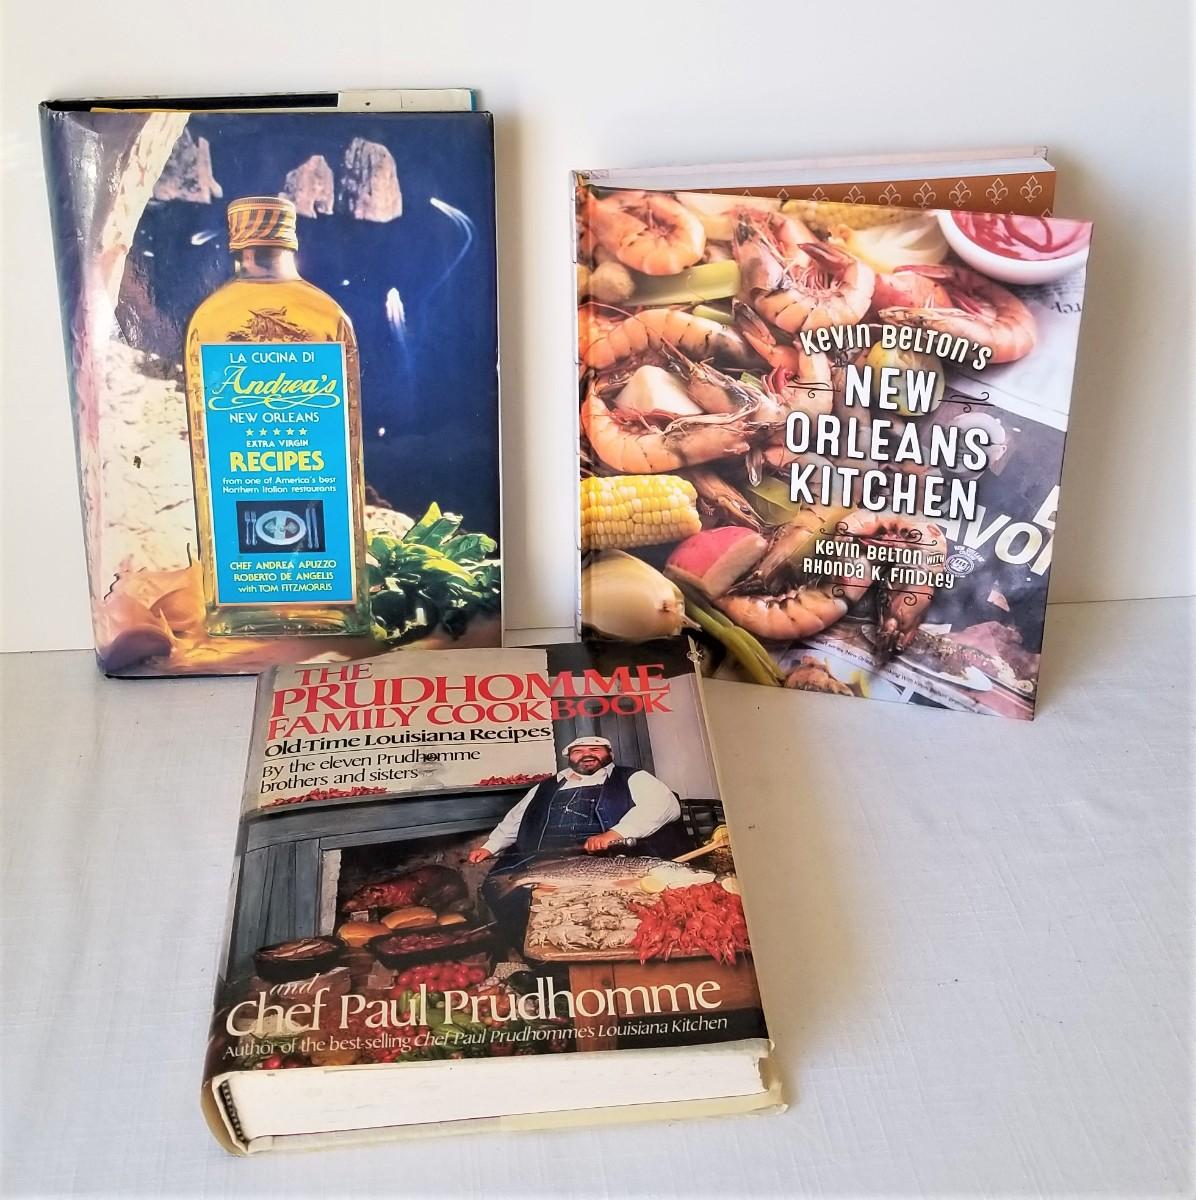 LA CUCINA DI
Andrea's
NEW ORLEANS
EXTRA VIRGIN
RECIPES
from one of America's best
Northern Italian restaurants
CHEF ANDREA APUZZO
ROBERTO DE ANGELIS
with TOM FITZMORRIS
Kevin Belton's
NEW
ORLEANS
KITCHEN
Kevin Belton WITH
Rhonda K. Findley
THE
PRUDHOMME
FAMILY COOKBOOK
Old-Time Louisiana Recipes
By the eleven Prudhomme
brothers and sisters
and
Chef Paul Prudhomme
Author of the best-selling Chef Paul Prudhomme's Louisiana Kitchen